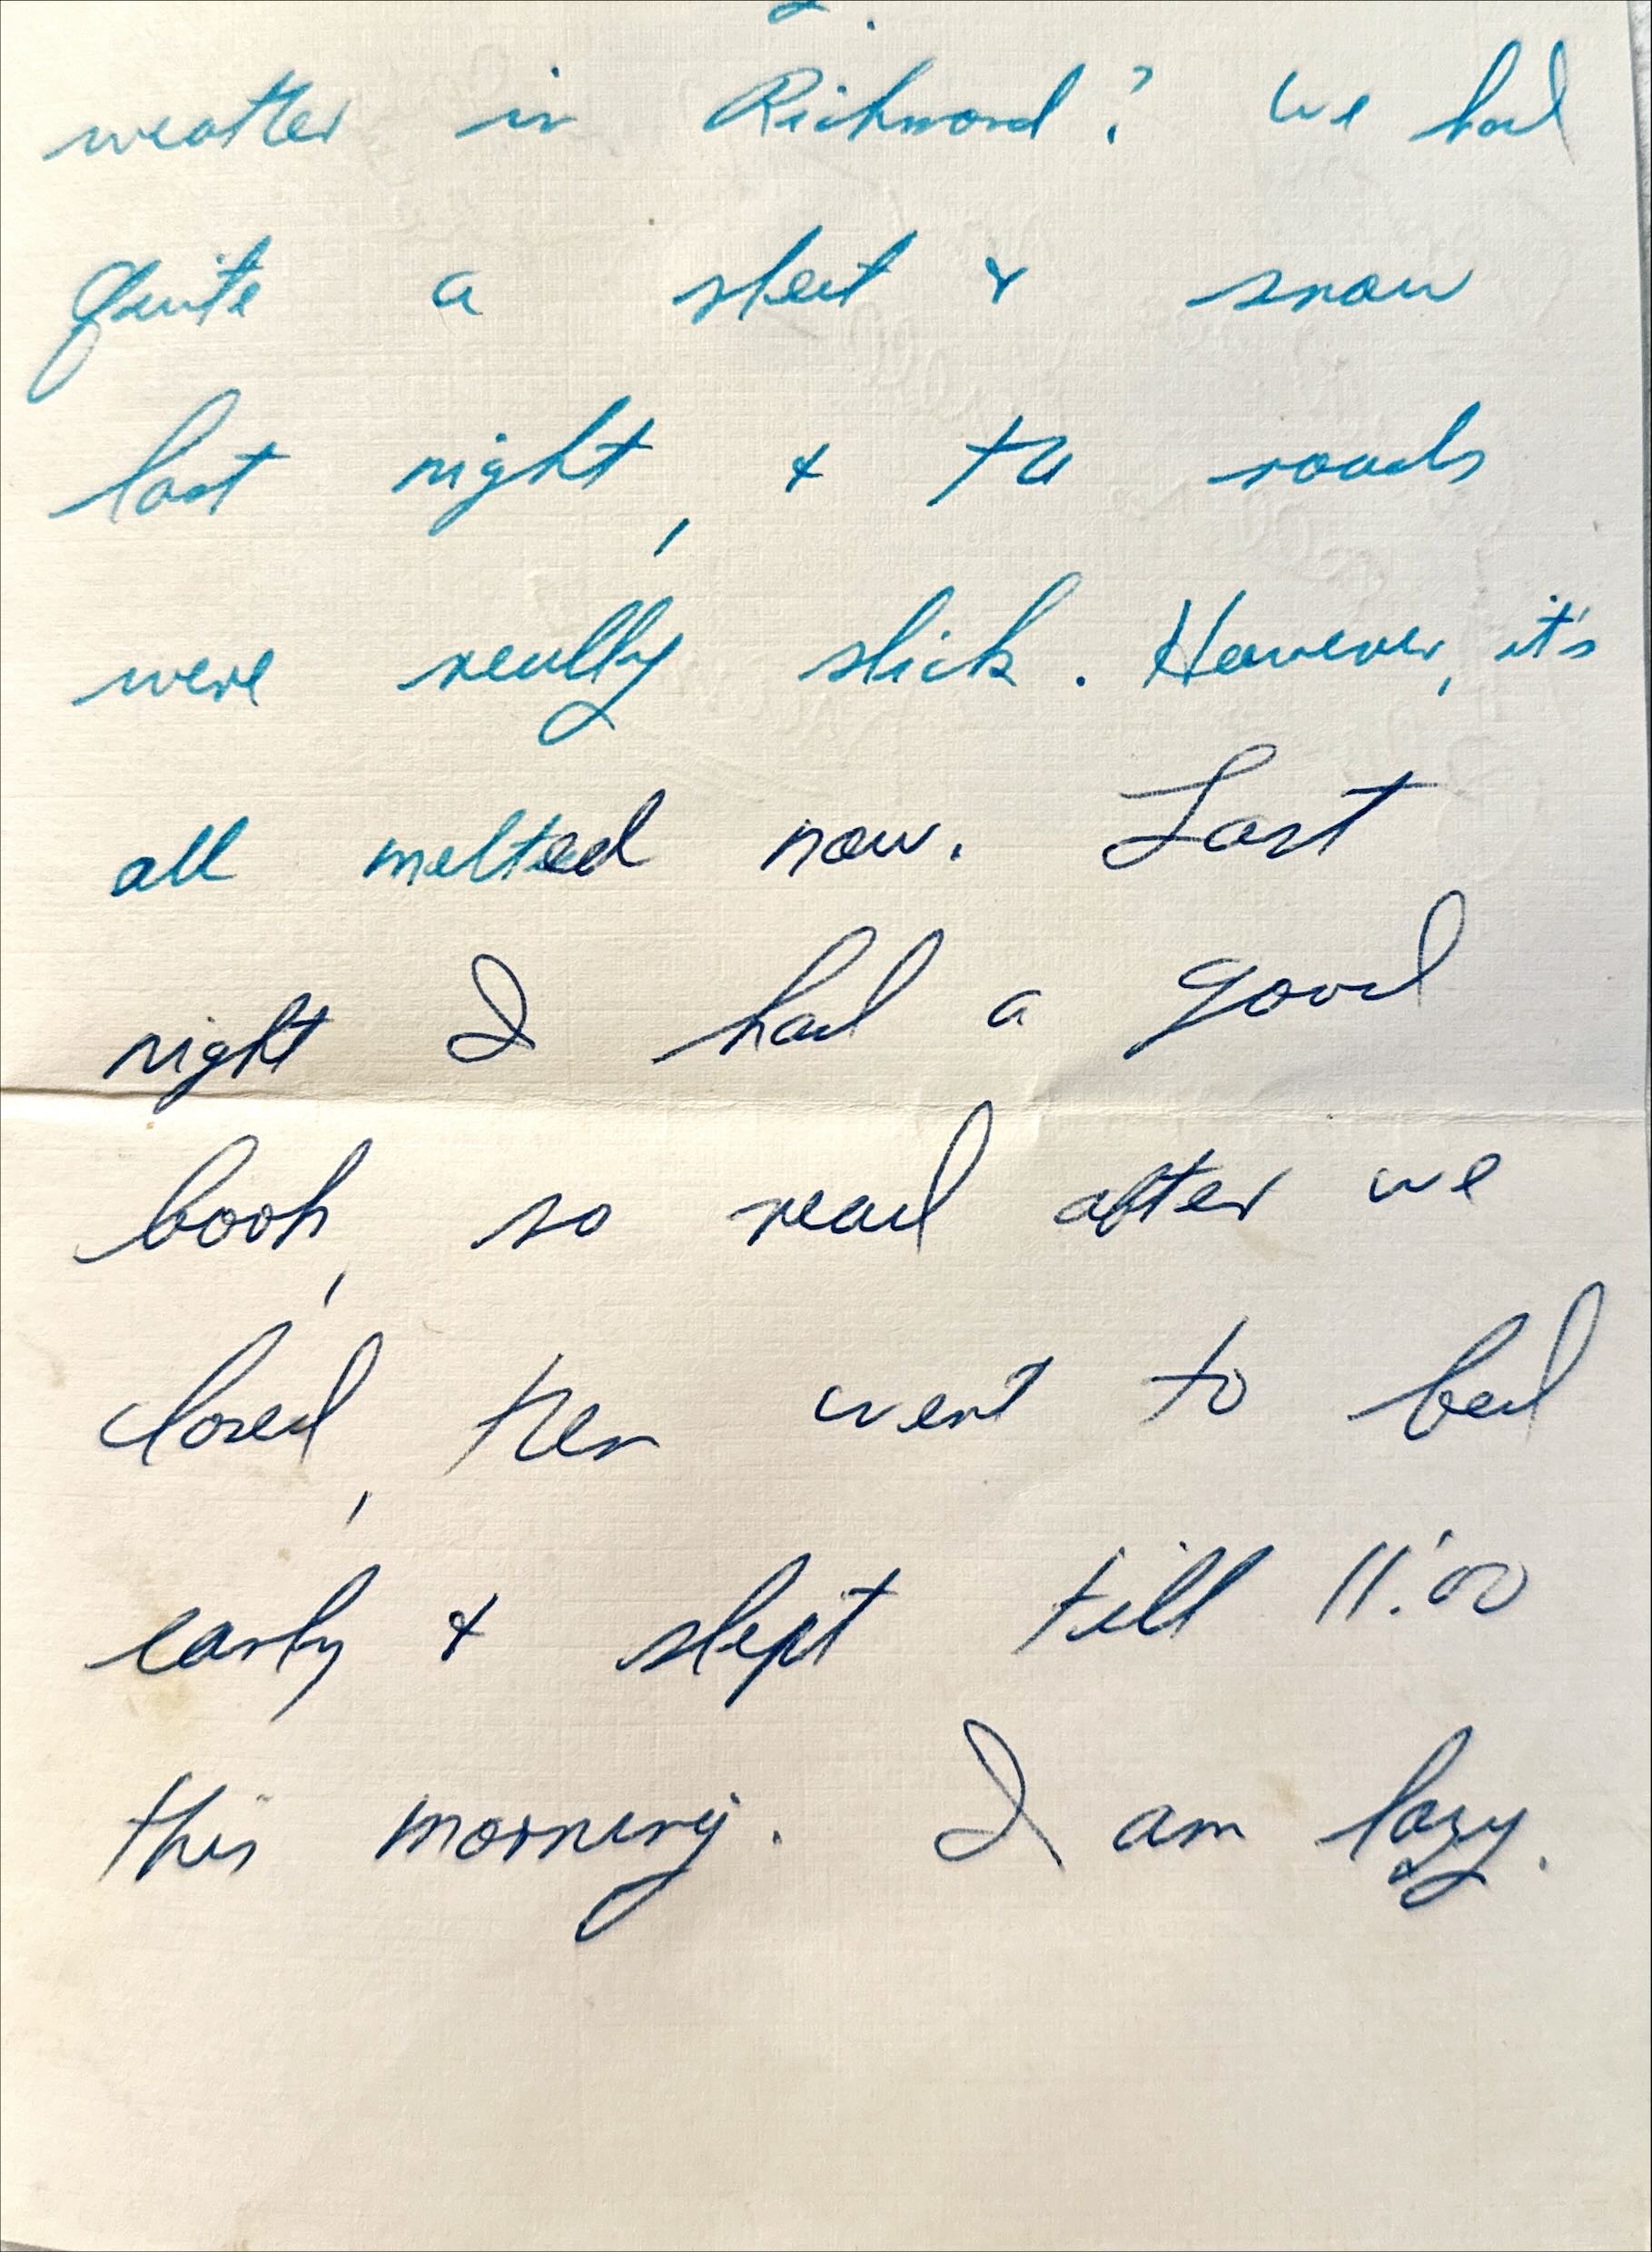 weather in Richmond? We had
quite a sleet & snow
last night, & the roads
were really slick. However, it's
all melted now. Last
night I had a good
book, so read after we
closed, then went to bed
early & slept till 11:00
this morning. I am lazy.